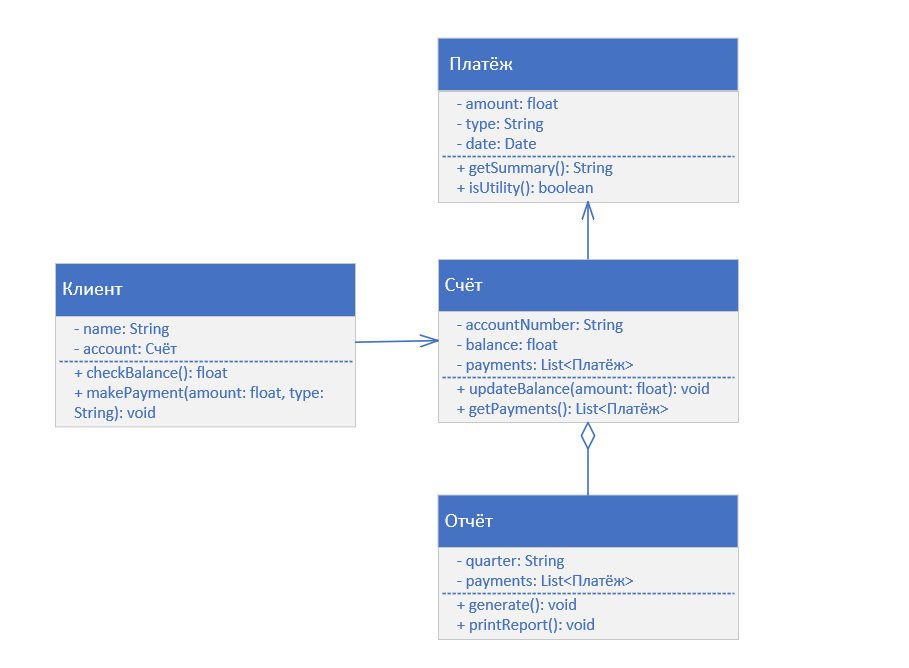 Платёж
- amount: float
- type: String
- date: Date
+ getSummary(): String
+ isUtility(): boolean
Клиент
- name: String
- account: Счёт
+ checkBalance(): float
+ makePayment(amount: float, type:
String): void
Счёт
- accountNumber: String
- balance: float
- payments: List<Платёж>
+ updateBalance(amount: float): void
+ getPayments(): List<Платёж>
Отчёт
- quarter: String
- payments: List<Платёж>
+ generate(): void
+ printReport(): void